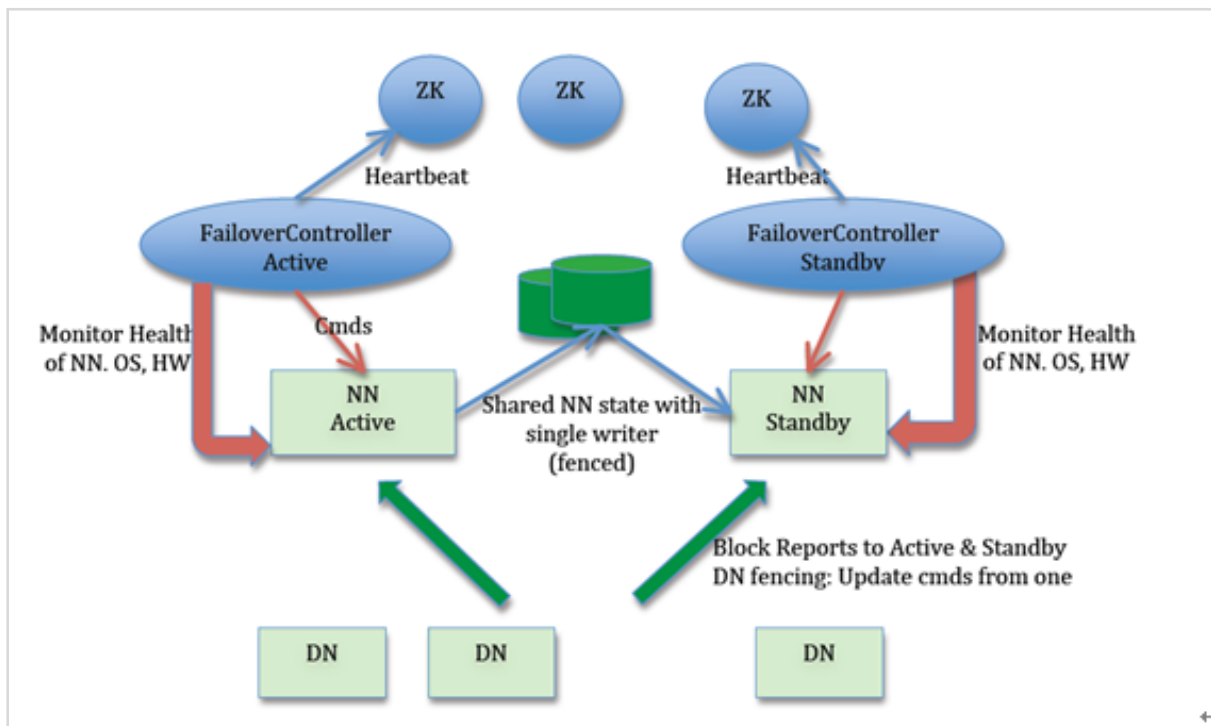 ZK
ZK
ZK
Heartbeat
Heartbeat
FailoverController
Active
FailoverController
Standby
Cmds
Monitor Health
of NN. OS, HW
Monitor Health
of NN. OS, HW
NN
Active
Shared NN state with
single writer
(fenced)
NN
Standby
Block Reports to Active & Standby
DN fencing: Update cmds from one
DN
DN
DN